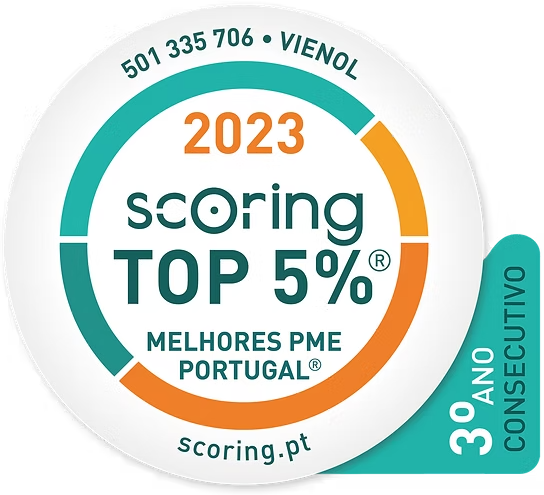 501 335 706 • VIENOL
2023
scoring
TOP 5%®
MELHORES PME
PORTUGAL®
scoring.pt
3º ANO
CONSECUTIVO